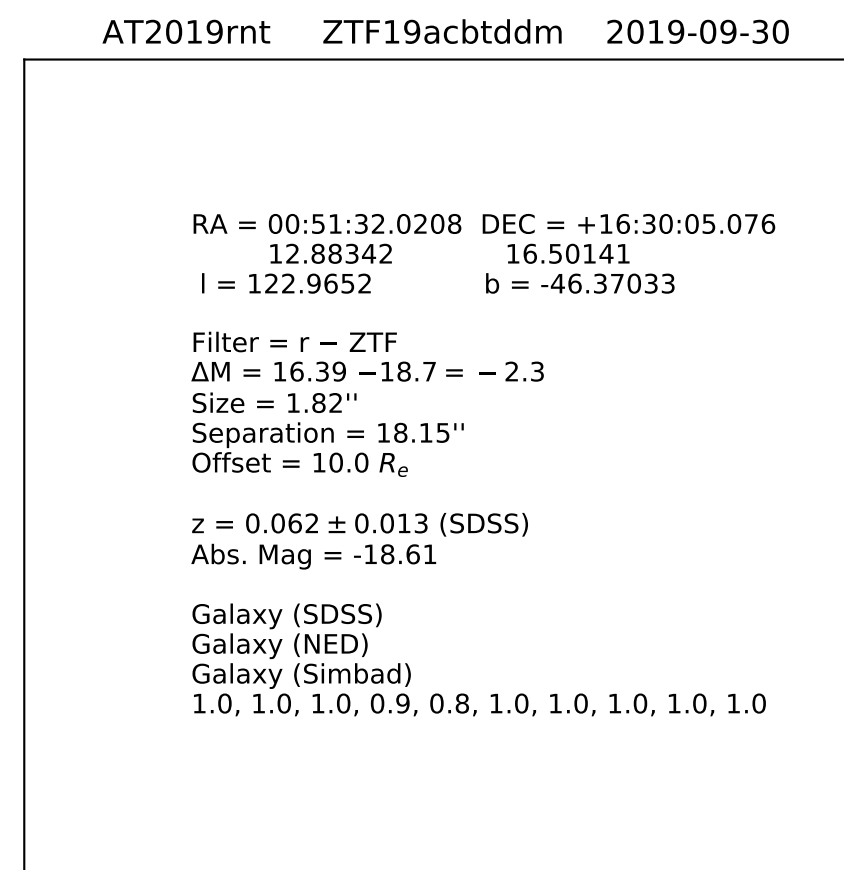 AT2019rnt ZTF19acbtddm 2019-09-30
RA = 00:51:32.0208 DEC = +16:30:05.076
12.88342 16.50141
l = 122.9652 b = -46.37033
Filter = r − ZTF
ΔM = 16.39 −18.7 = − 2.3
Size = 1.82''
Separation = 18.15''
Offset = 10.0 Re
z = 0.062 ± 0.013 (SDSS)
Abs. Mag = -18.61
Galaxy (SDSS)
Galaxy (NED)
Galaxy (Simbad)
1.0, 1.0, 1.0, 0.9, 0.8, 1.0, 1.0, 1.0, 1.0, 1.0